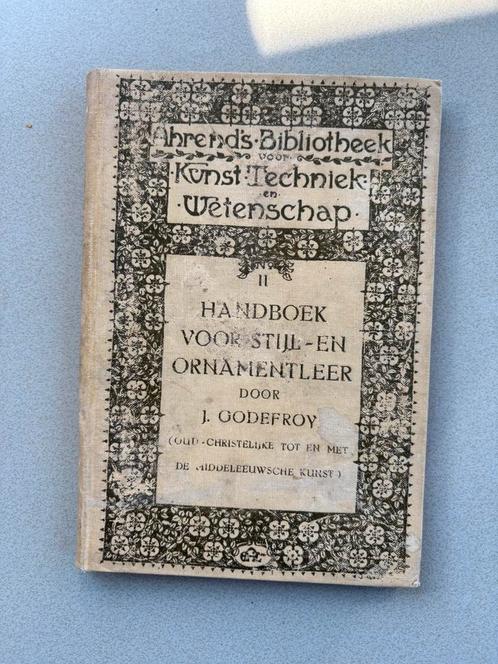 Ahrend's · Bibliotheek
· voor ·
· Kunst · Techniek ·
· en ·
· Wetenschap ·
No
II
HANDBOEK
VOOR STIJL - EN
ORNAMENTLEER
DOOR
J. GODEFROY
(OUD - CHRISTELIJKE TOT EN MET
DE MIDDELEEUWSCHE KUNST)